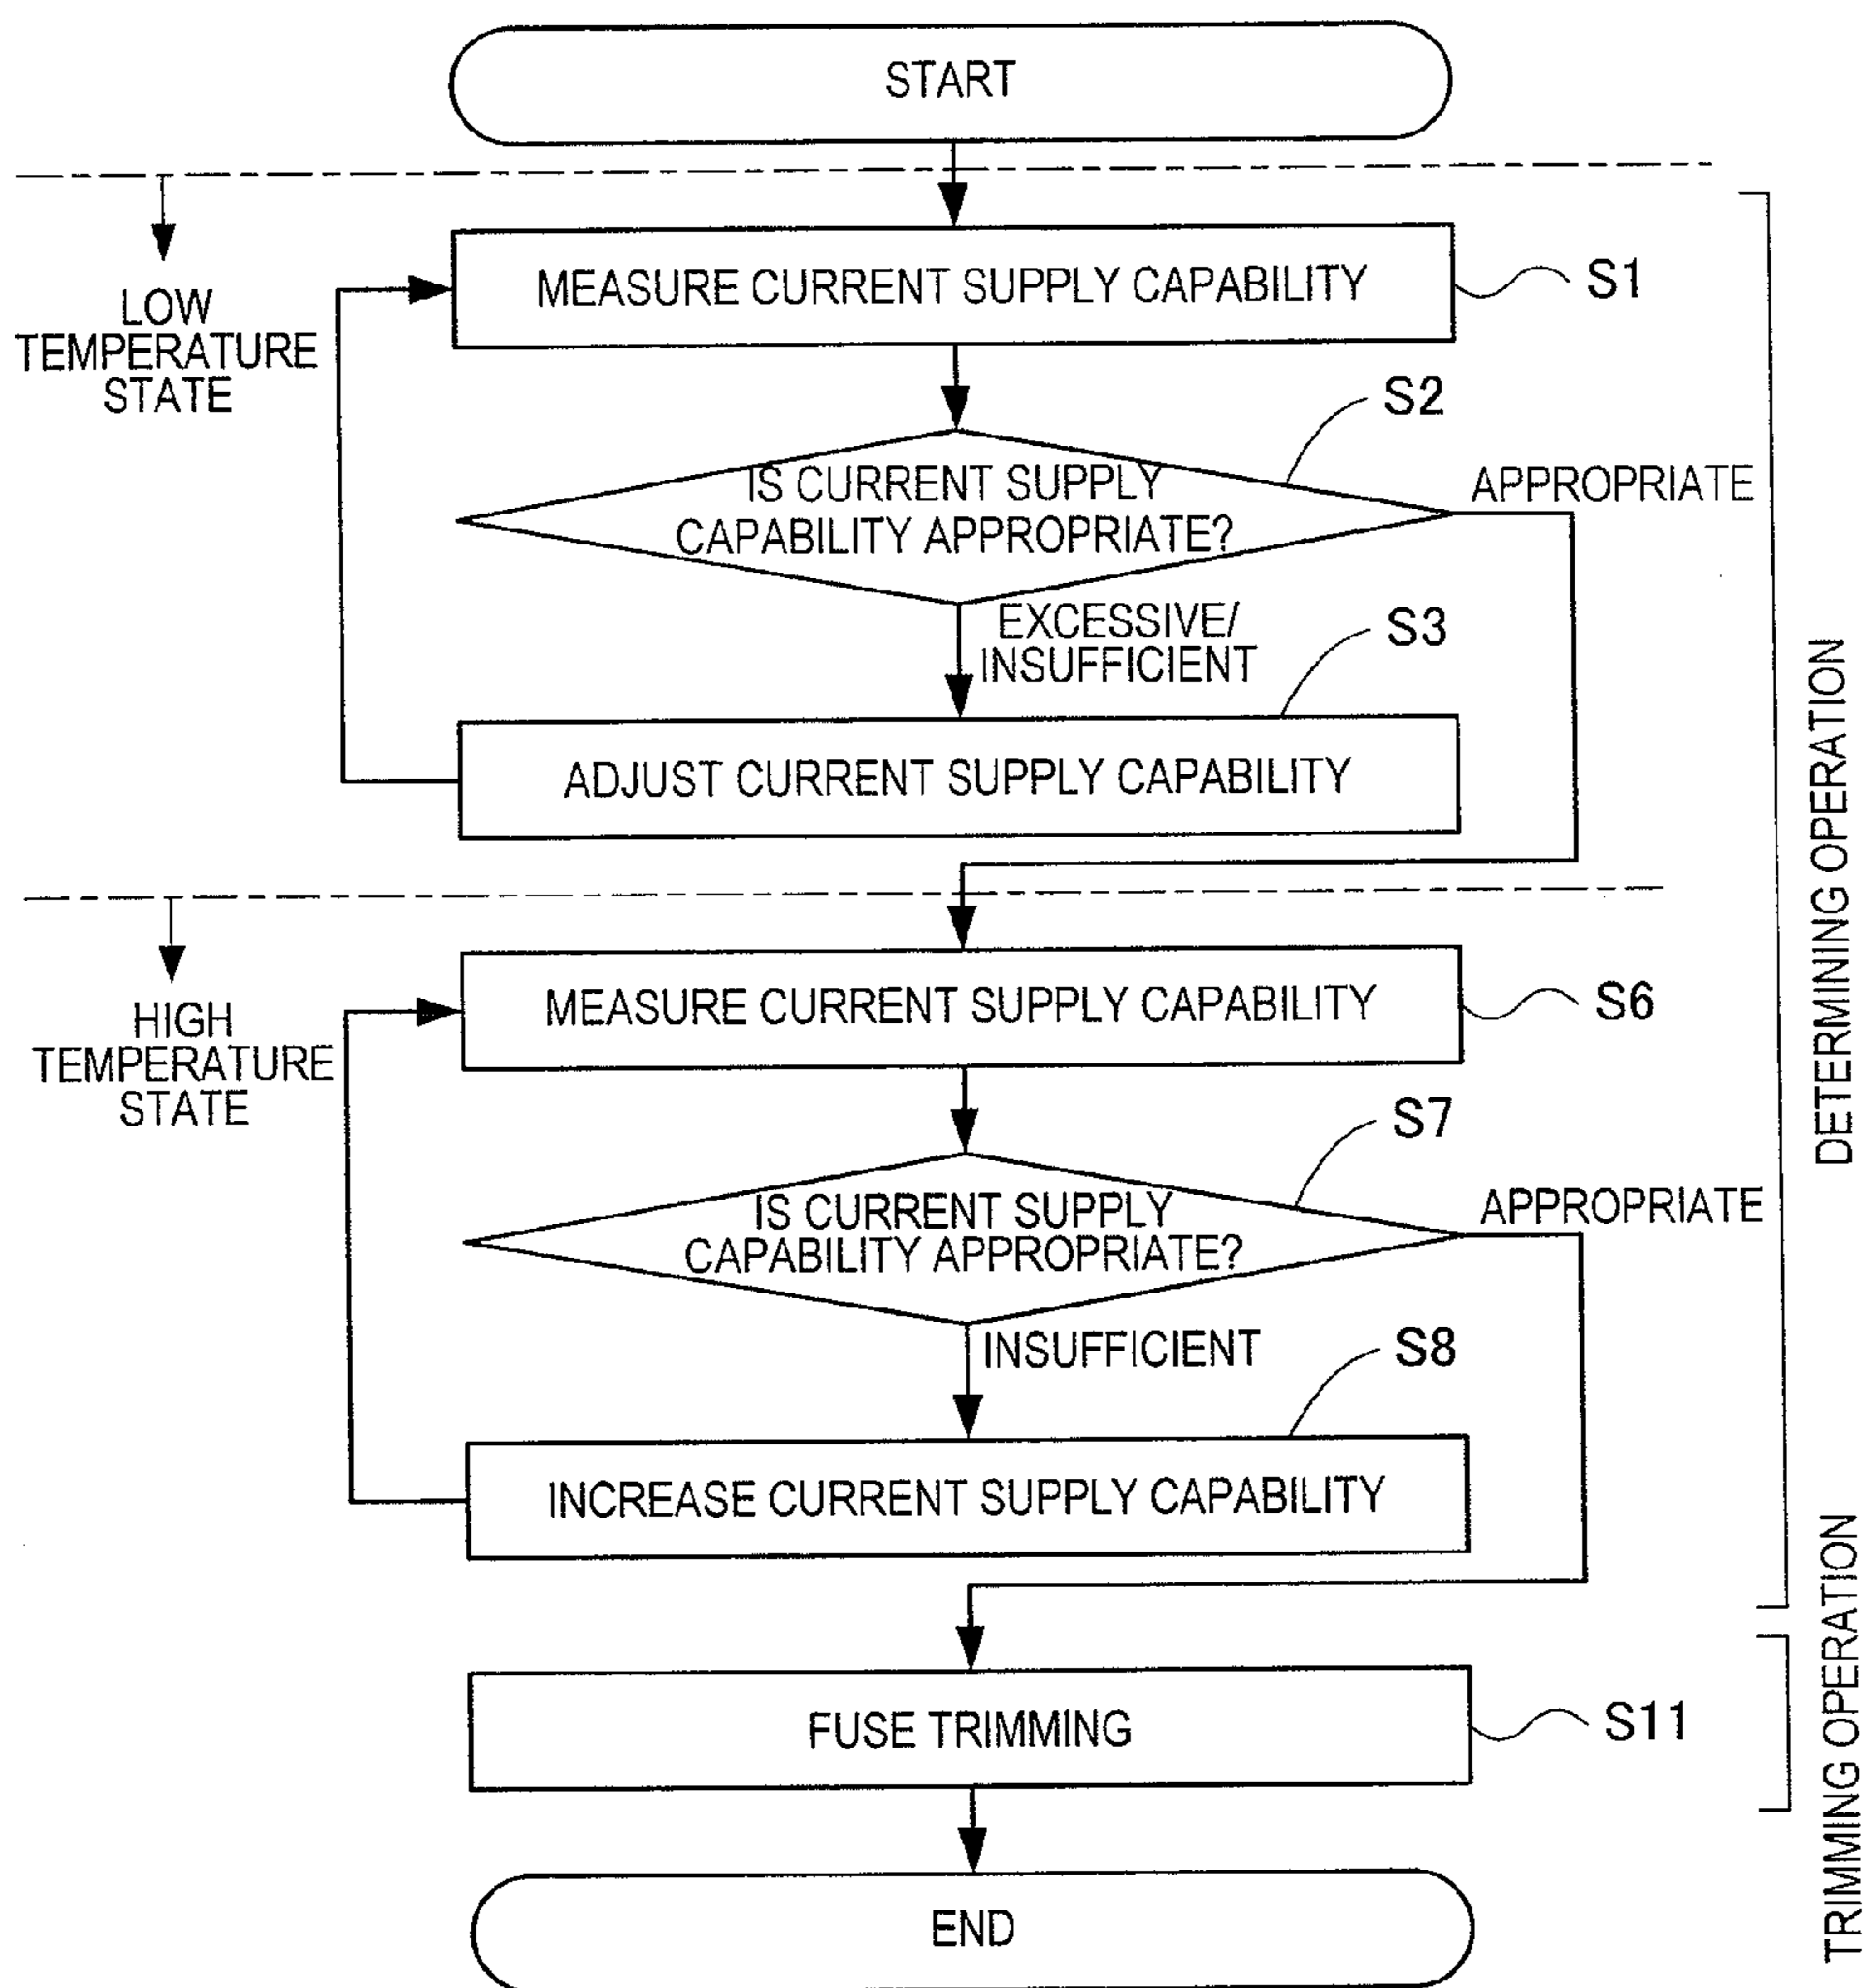 START
LOW
TEMPERATURE
STATE
MEASURE CURRENT SUPPLY CAPABILITY
S1
S2
IS CURRENT SUPPLY
CAPABILITY APPROPRIATE?
APPROPRIATE
EXCESSIVE/
INSUFFICIENT
S3
ADJUST CURRENT SUPPLY CAPABILITY
DETERMINING OPERATION
HIGH
TEMPERATURE
STATE
MEASURE CURRENT SUPPLY CAPABILITY
S6
S7
IS CURRENT SUPPLY
CAPABILITY APPROPRIATE?
APPROPRIATE
INSUFFICIENT
S8
INCREASE CURRENT SUPPLY CAPABILITY
FUSE TRIMMING
S11
TRIMMING OPERATION
END